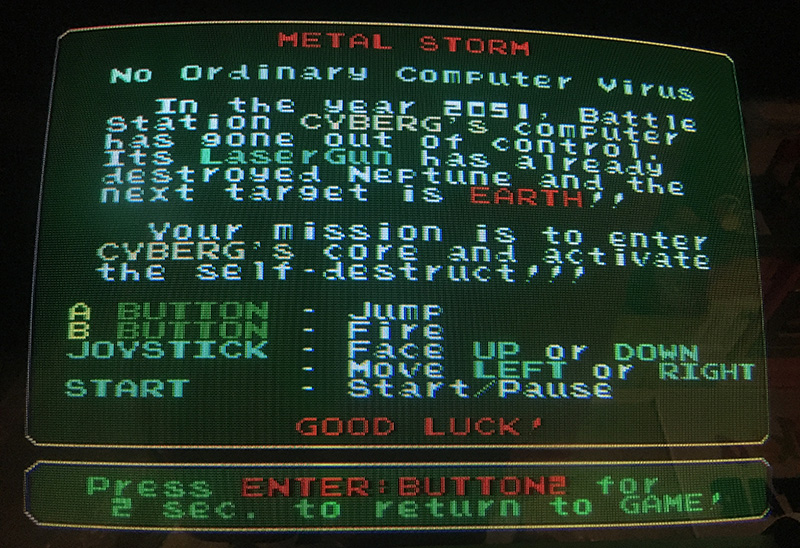 METAL STORM
No Ordinary Computer Virus
In the year 2051, Battle
Station CYBERG's computer
has gone out of control.
Its LaserGun has already
destroyed Neptune and the
next target is EARTH!!
Your mission is to enter
CYBERG's core and activate
the self-destruct!!!
A BUTTON - Jump
B BUTTON - Fire
JOYSTICK - Face UP or DOWN
- Move LEFT or RIGHT
START - Start/Pause
GOOD LUCK!
Press ENTER:BUTTON2 for
2 sec. to return to GAME!